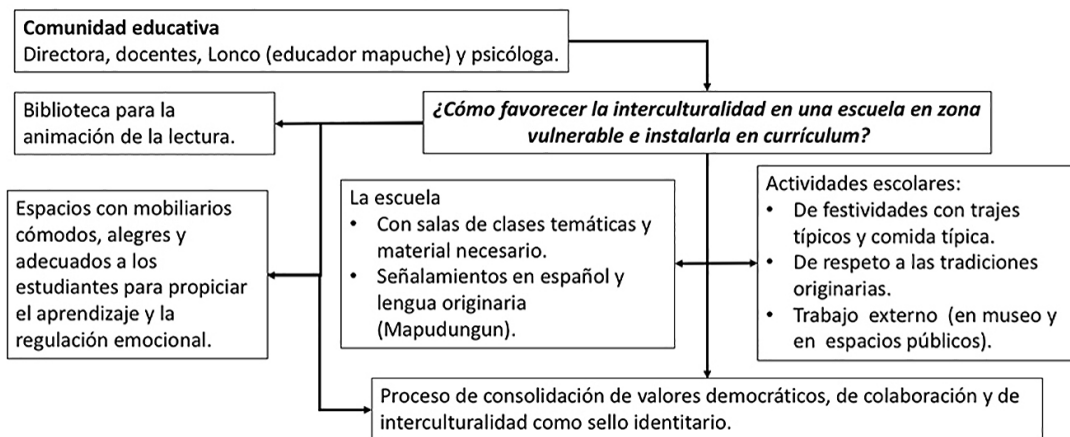 Comunidad educativa
Directora, docentes, Lonco (educador mapuche) y psicóloga.
¿Cómo favorecer la interculturalidad en una escuela en zona
vulnerable e instalarla en currículum?
Biblioteca para la
animación de la lectura.
Espacios con mobiliarios
cómodos, alegres y
adecuados a los
estudiantes para propiciar
el aprendizaje y la
regulación emocional.
La escuela
• Con salas de clases temáticas y
material necesario.
• Señalamientos en español y
lengua originaria
(Mapudungun).
Actividades escolares:
• De festividades con trajes
típicos y comida típica.
• De respeto a las tradiciones
originarias.
• Trabajo externo (en museo y
en espacios públicos).
Proceso de consolidación de valores democráticos, de colaboración y de
interculturalidad como sello identitario.